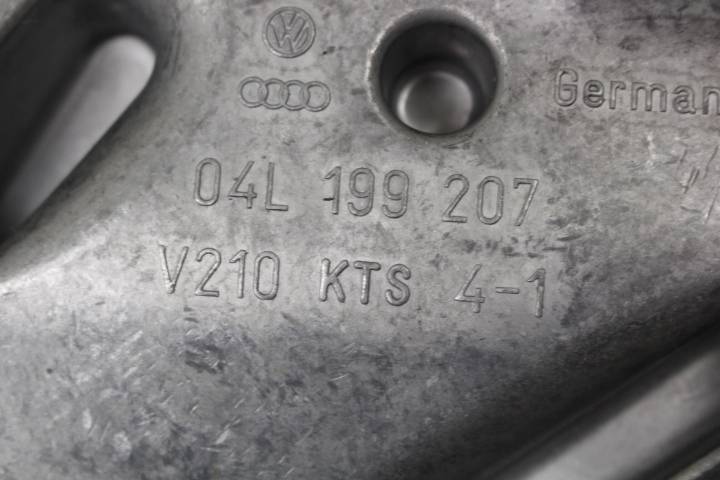 German
04L 199 207
V210 KTS 4-1